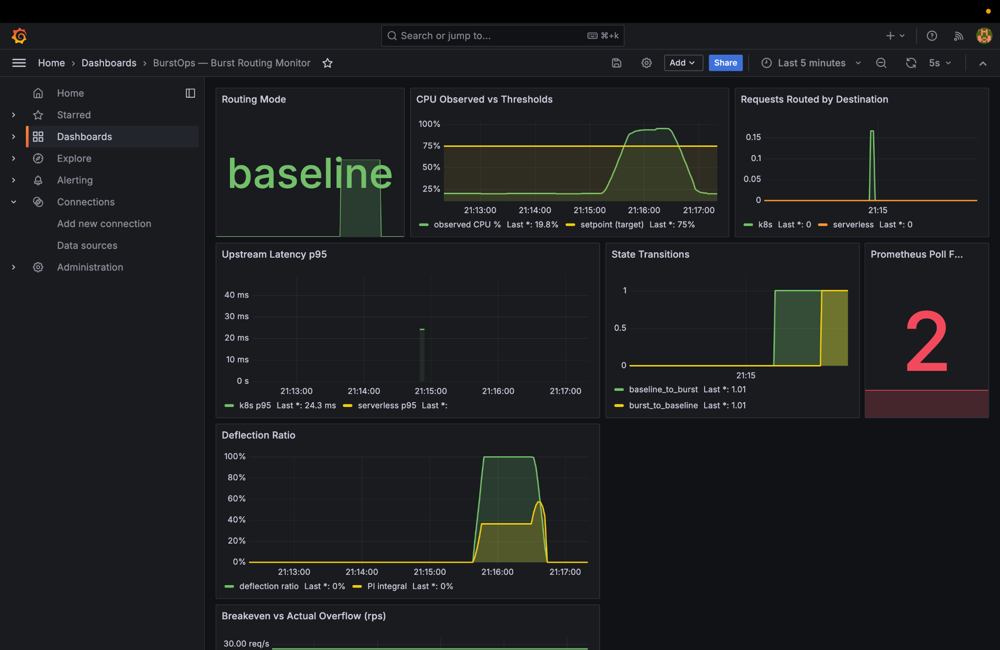 Search or jump to...
⌘+k
Home › Dashboards › BurstOps — Burst Routing Monitor
Add
Share
Last 5 minutes
5s
Home
Starred
Dashboards
Explore
Alerting
Connections
Add new connection
Data sources
Administration
Routing Mode
baseline
CPU Observed vs Thresholds
100%
75%
50%
25%
21:13:00 21:14:00 21:15:00 21:16:00 21:17:00
observed CPU % Last *: 19.8% setpoint (target) Last *: 75%
Requests Routed by Destination
0.15
0.1
0.05
0
21:15
k8s Last *: 0 serverless Last *: 0
Upstream Latency p95
40 ms
30 ms
20 ms
10 ms
0 s
21:13:00 21:14:00 21:15:00 21:16:00 21:17:00
k8s p95 Last *: 24.3 ms serverless p95 Last *:
State Transitions
1
0.5
0
21:15
baseline_to_burst Last *: 1.01
burst_to_baseline Last *: 1.01
Prometheus Poll F...
2
Deflection Ratio
100%
80%
60%
40%
20%
0%
21:13:00 21:14:00 21:15:00 21:16:00 21:17:00
deflection ratio Last *: 0% PI integral Last *: 0%
Breakeven vs Actual Overflow (rps)
30.00 req/s